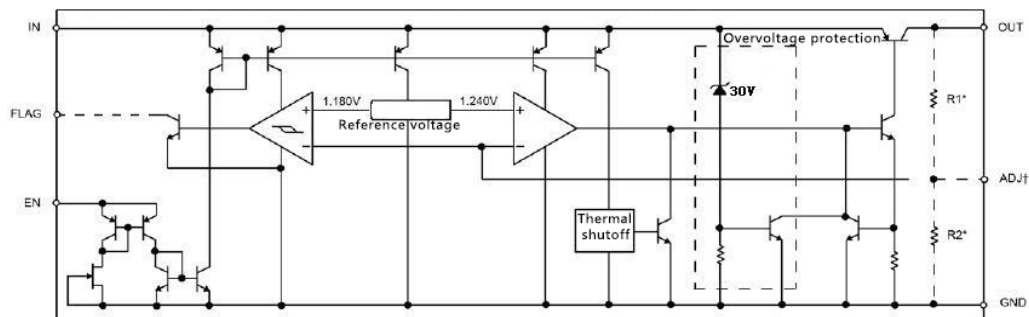 IN
OUT
Overvoltage protection
30V
R1*
FLAG
1.180V
1.240V
Reference voltage
+
+
−
−
ADJ†
EN
Thermal
shutoff
R2*
GND